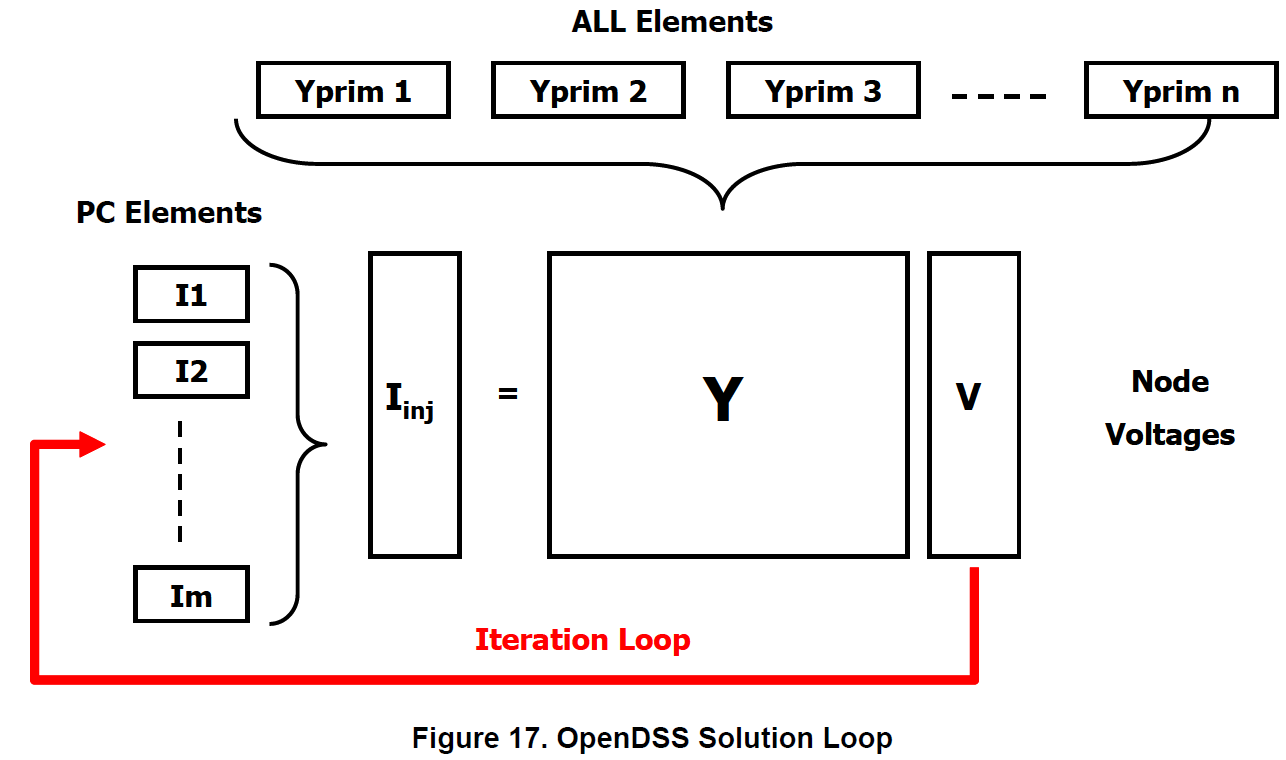 ALL Elements
Yprim 1 Yprim 2 Yprim 3 Yprim n
PC Elements
I1
I2
Im
Iinj = Y V
Node
Voltages
Iteration Loop
Figure 17. OpenDSS Solution Loop